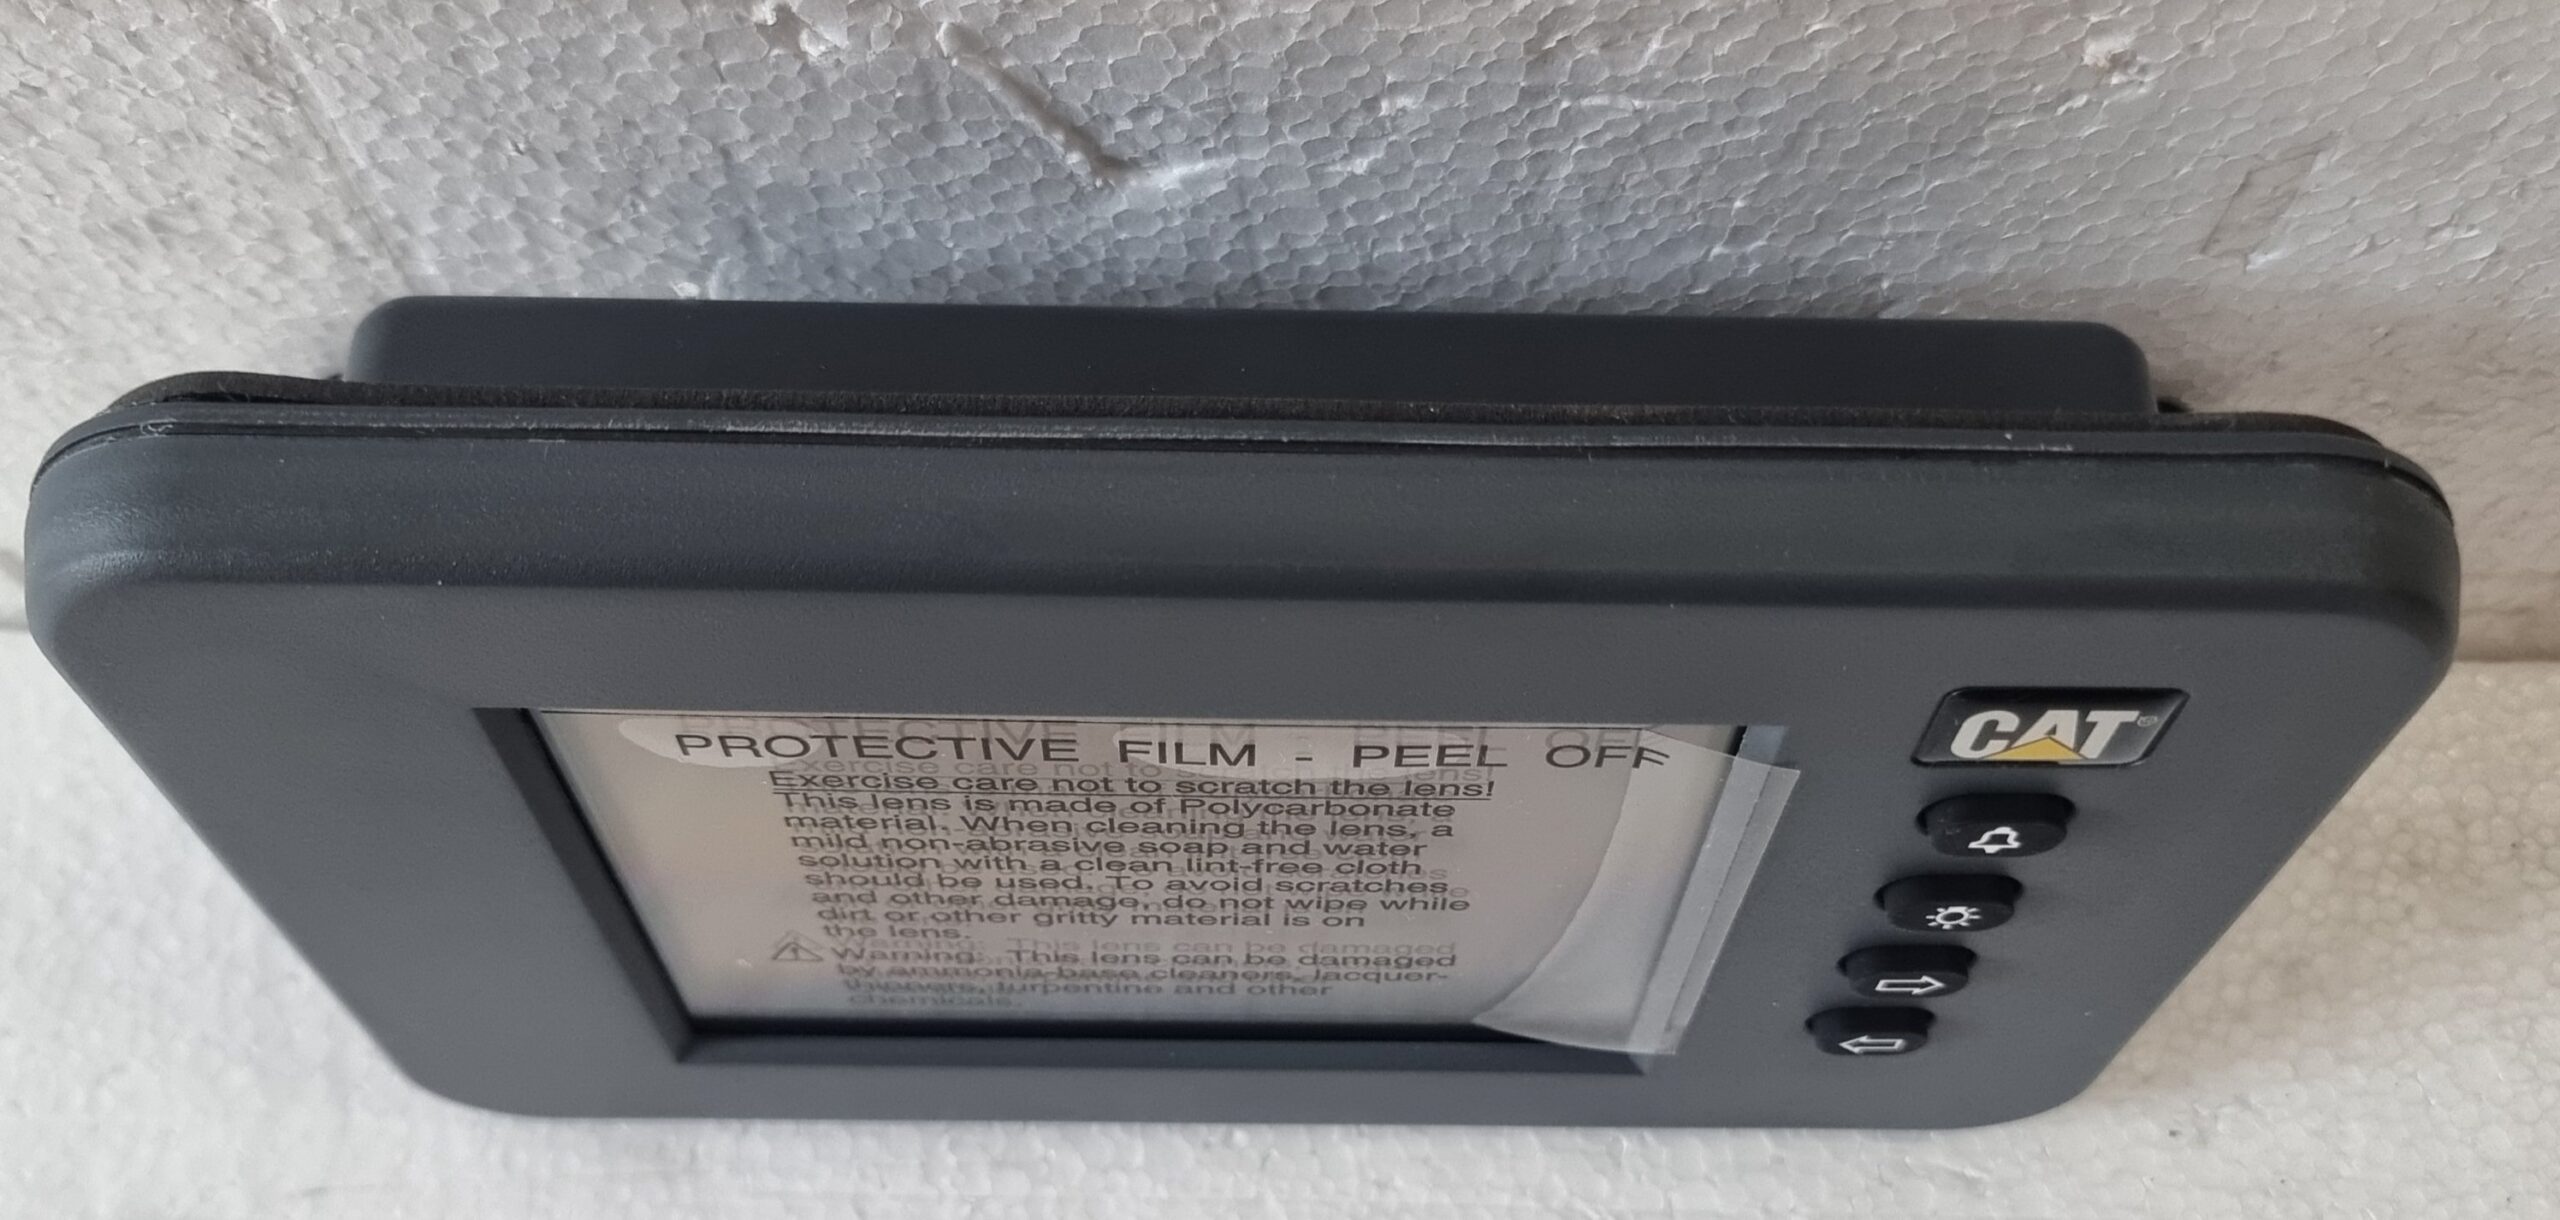 CAT®
PROTECTIVE FILM - PEEL OFF
Exercise care not to scratch the lens!
This lens is made of Polycarbonate
material. When cleaning the lens, a
mild non-abrasive soap and water
solution with a clean lint-free cloth
should be used. To avoid scratches
and other damage, do not wipe while
dirt or other gritty material is on
the lens.
Warning: This lens can be damaged
by ammonia-base cleaners, lacquer-
thinners, turpentine and other
chemicals.